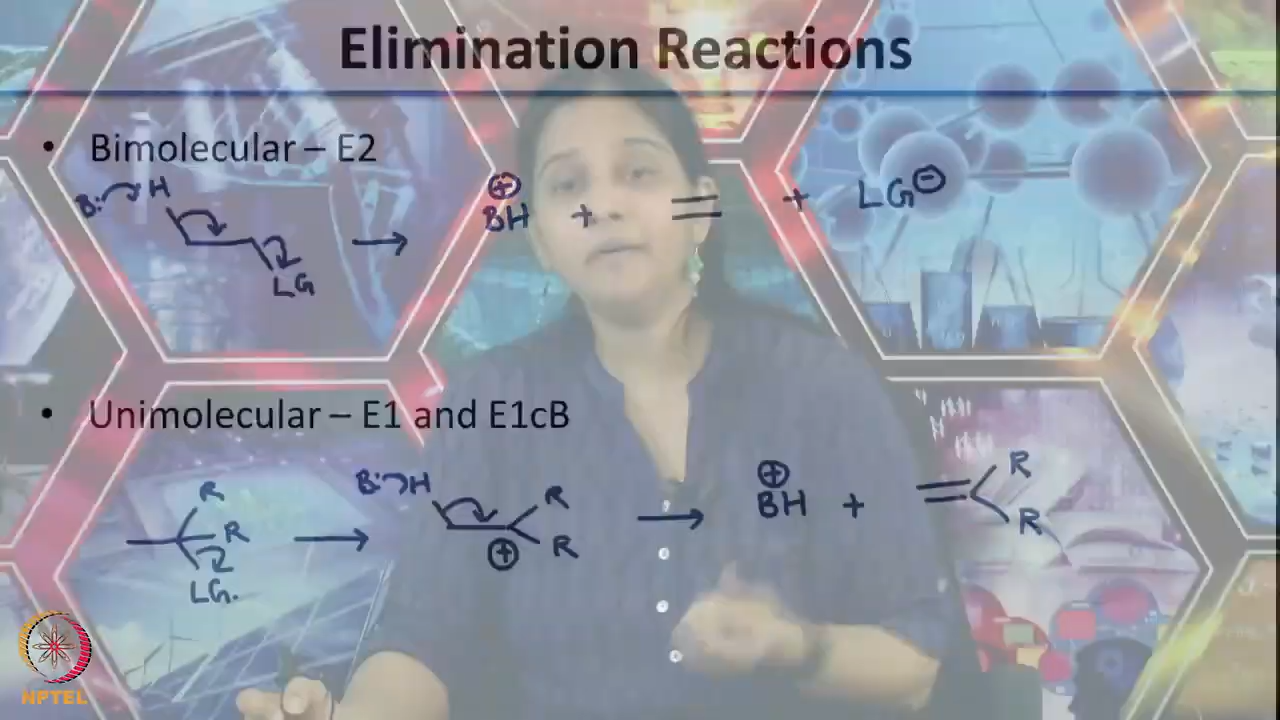 Elimination Reactions
• Bimolecular – E2
B: H LG → ⊕ BH + = + LG⊖
• Unimolecular – E1 and E1cB
R R LG. → B: H ⊕ R R → ⊕ BH + = R R
NPTEL